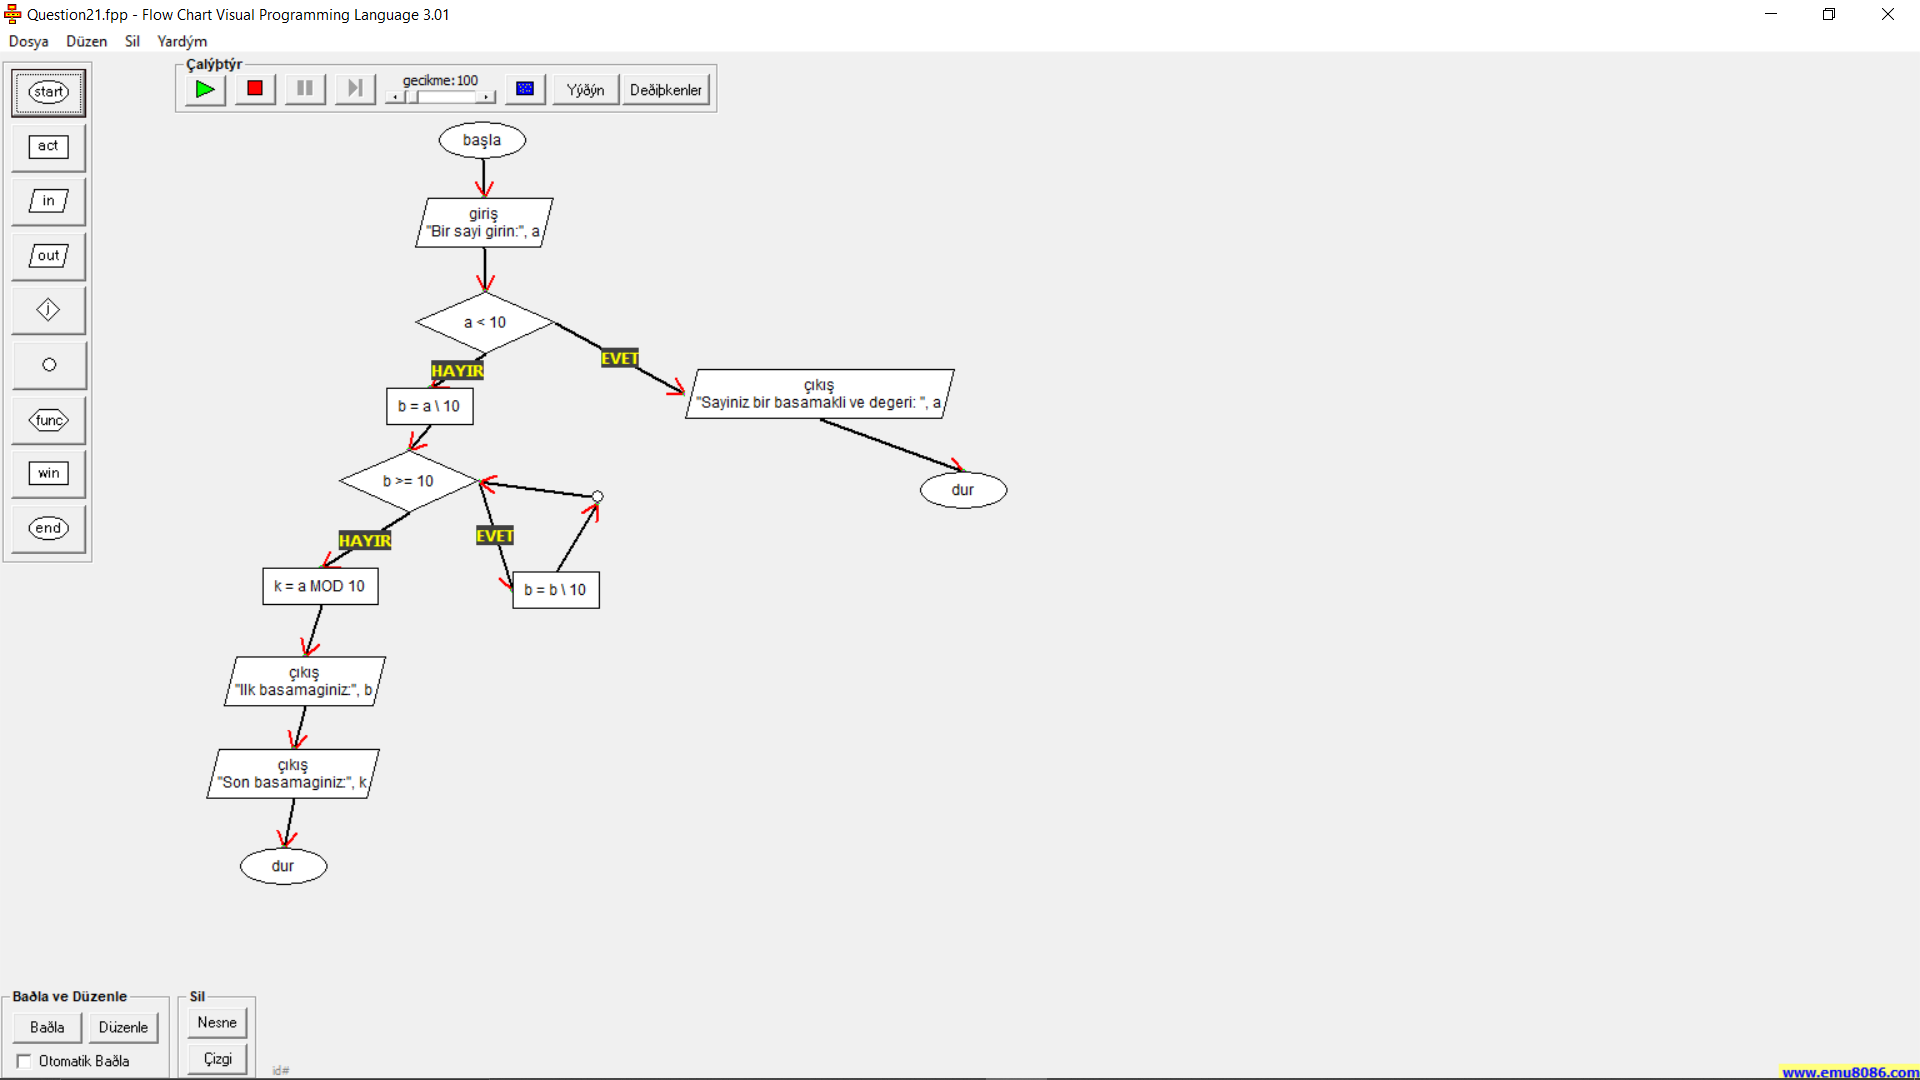 Question21.fpp - Flow Chart Visual Programming Language 3.01
Dosya Düzen Sil Yardým
Çalýþtýr
gecikme:100
Yýðýn
Deðiþkenler
start
act
in
out
j
func
win
end
başla
giriş
"Bir sayi girin:", a
a < 10
HAYIR
EVET
b = a \ 10
çıkış
"Sayiniz bir basamakli ve degeri: ", a
dur
b >= 10
HAYIR
EVET
b = b \ 10
k = a MOD 10
çıkış
"Ilk basamaginiz:", b
çıkış
"Son basamaginiz:", k
dur
Baðla ve Düzenle
Baðla
Düzenle
Otomatik Baðla
Sil
Nesne
Çizgi
id#
www.emu8086.com